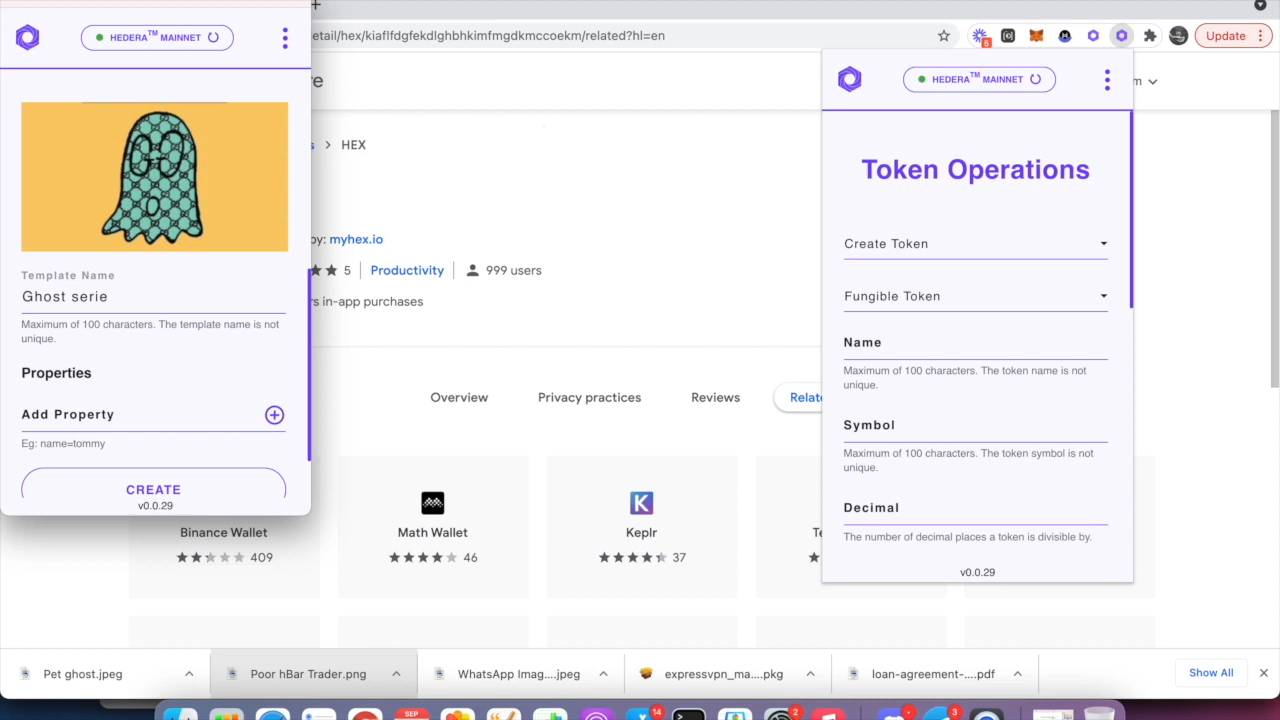 HEDERA™ MAINNET
etail/hex/kiaflfdgfekdlghbhkimfmgdkmccoekm/related?hl=en
5
Update
Template Name
Ghost serie
Maximum of 100 characters. The template name is not
unique.
Properties
Add Property
Eg: name=tommy
CREATE
v0.0.29
re
HEX
by: myhex.io
5
Productivity
999 users
in-app purchases
Overview
Privacy practices
Reviews
Relate
Binance Wallet
409
Math Wallet
46
Keplr
37
HEDERA™ MAINNET
Token Operations
Create Token
Fungible Token
Name
Maximum of 100 characters. The token name is not
unique.
Symbol
Maximum of 100 characters. The token symbol is not
unique.
Decimal
The number of decimal places a token is divisible by.
v0.0.29
Pet ghost.jpeg
Poor hBar Trader.png
WhatsApp Imag....jpeg
expressvpn_ma....pkg
loan-agreement-....pdf
Show All
SEP
14
2
3